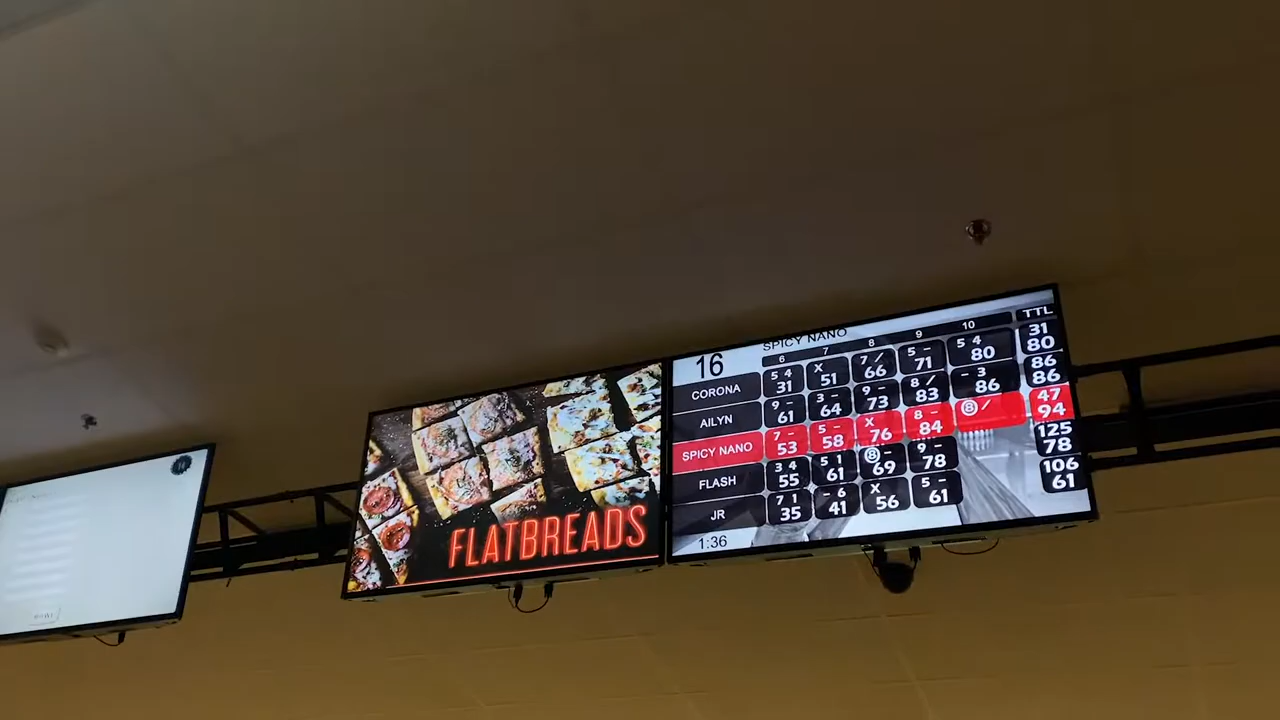 FLATBREADS
16
SPICY NANO
6 7 8 9 10 TTL
CORONA 5 4 X 7 / 5 - 5 4 31
31 51 66 71 80 80
AILYN 9 - 3 - 9 - 8 / - 3 86
61 64 73 83 86 86
SPICY NANO 7 - 5 - X 8 - 8 / 47
53 58 76 84 94
FLASH 3 4 5 1 8 - 9 - 125
55 61 69 78 78
JR 7 1 - 6 X 5 - 106
35 41 56 61 61
1:36